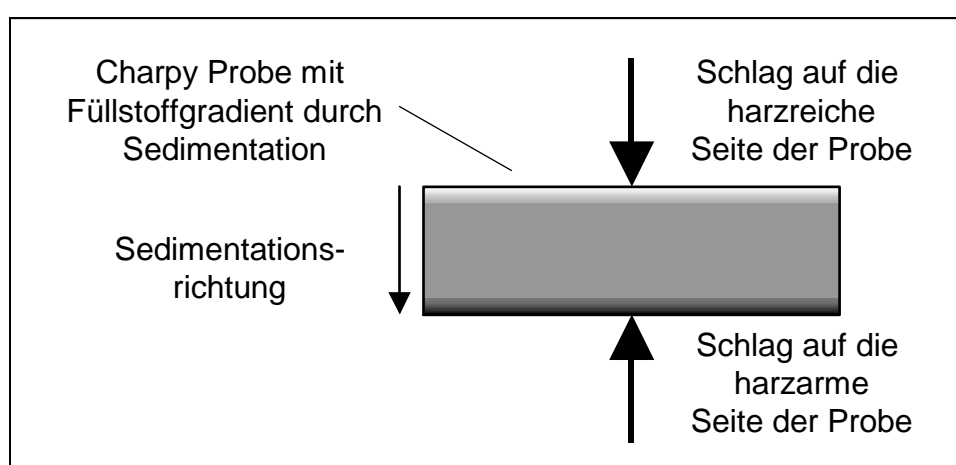 Charpy Probe mit
Füllstoffgradient durch
Sedimentation
Schlag auf die
harzreiche
Seite der Probe
Sedimentations-
richtung
Schlag auf die
harzarme
Seite der Probe